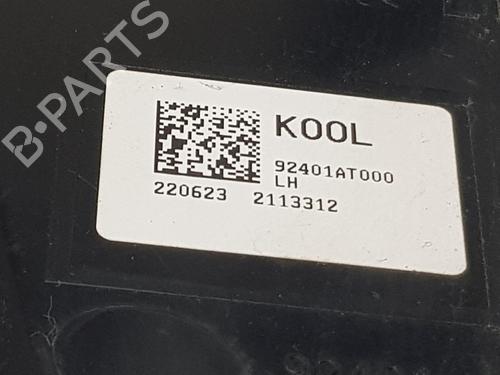 B-PARTS
KOOL
92401AT000
LH
220623 2113312